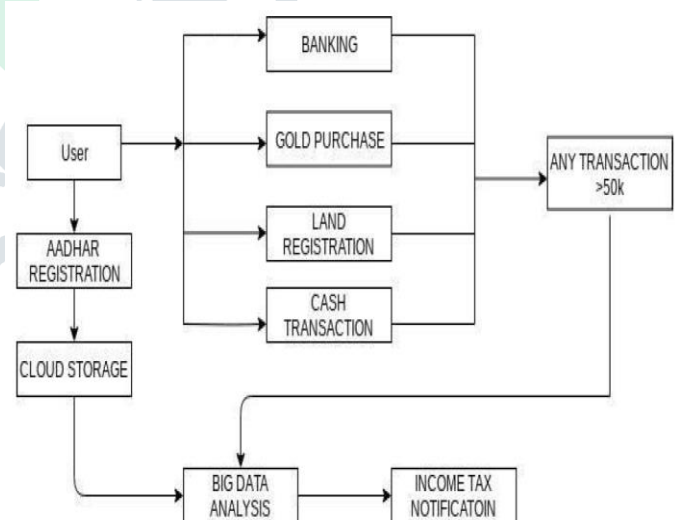 BANKING
User
GOLD PURCHASE
ANY TRANSACTION
>50k
AADHAR
REGISTRATION
LAND
REGISTRATION
CASH
TRANSACTION
CLOUD STORAGE
BIG DATA
ANALYSIS
INCOME TAX
NOTIFICATOIN